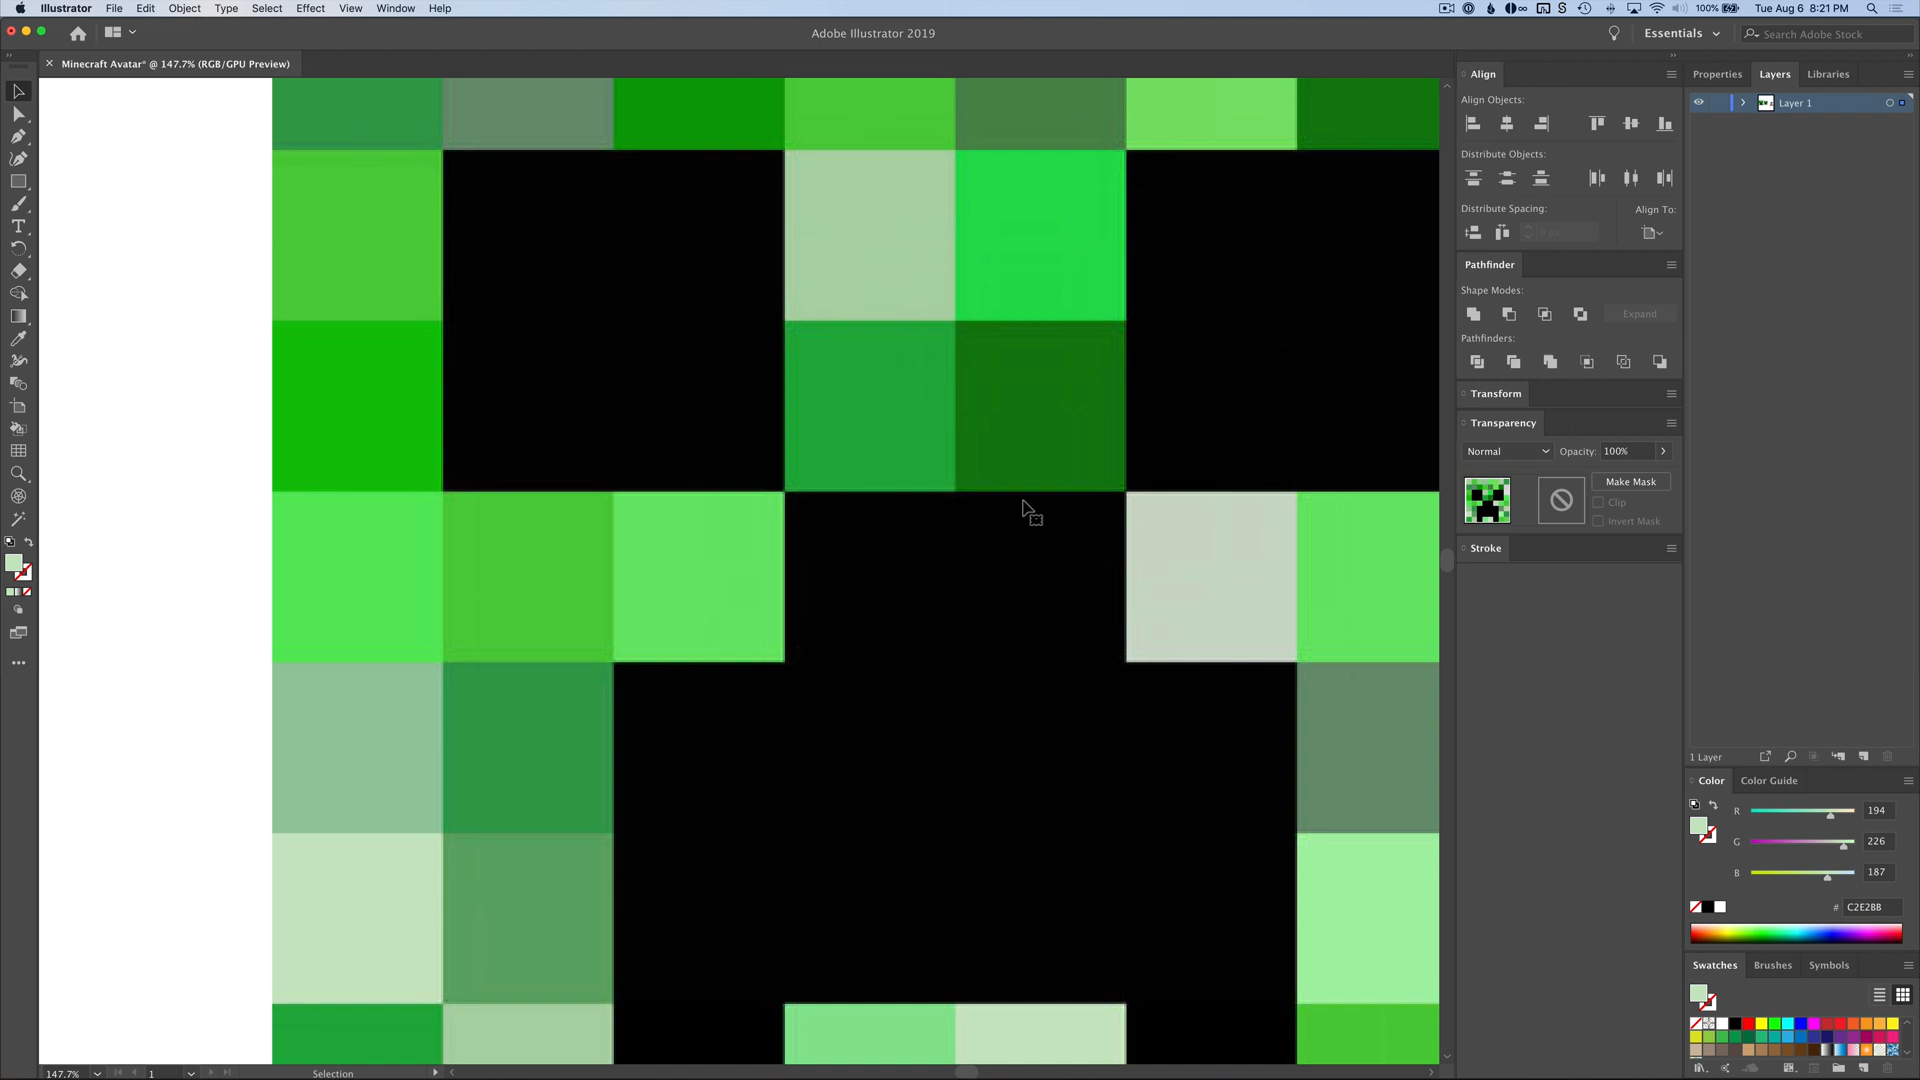 Illustrator File Edit Object Type Select Effect View Window Help
100% Tue Aug 6 8:21 PM
Adobe Illustrator 2019
Essentials
Search Adobe Stock
Minecraft Avatar* @ 147.7% (RGB/GPU Preview)
Align
Align Objects:
Distribute Objects:
Distribute Spacing:
Align To:
0 px
Pathfinder
Shape Modes:
Expand
Pathfinders:
Transform
Transparency
Normal
Opacity: 100%
Make Mask
Clip
Invert Mask
Stroke
Properties Layers Libraries
Layer 1
1 Layer
Color Color Guide
R 194
G 226
B 187
# C2E2BB
Swatches Brushes Symbols
147.7%
1
Selection